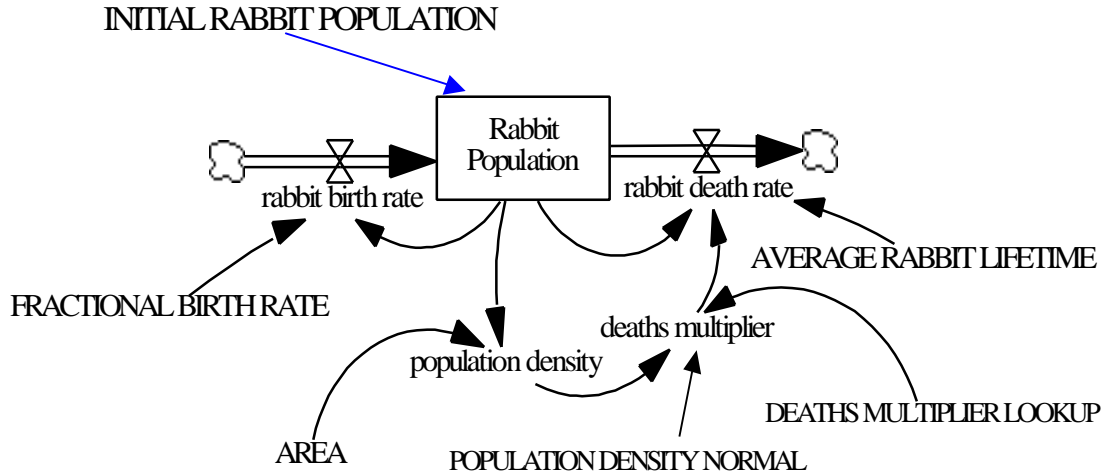 INITIAL RABBIT POPULATION
Rabbit
Population
rabbit birth rate
rabbit death rate
AVERAGE RABBIT LIFETIME
FRACTIONAL BIRTH RATE
deaths multiplier
population density
DEATHS MULTIPLIER LOOKUP
AREA
POPULATION DENSITY NORMAL